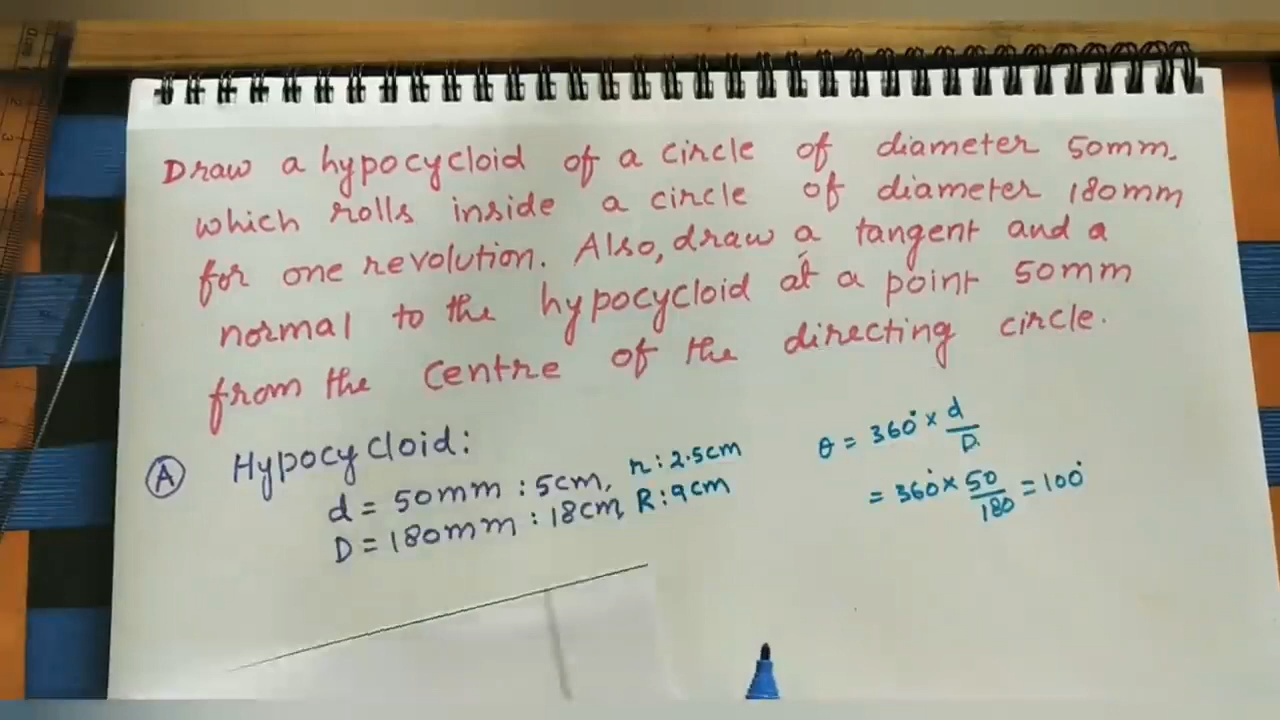 Draw a hypocycloid of a circle of diameter 50mm.
which rolls inside a circle of diameter 180mm
for one revolution. Also, draw a tangent and a
normal to the hypocycloid at a point 50mm
from the centre of the directing circle.
A Hypocycloid:
d = 50mm : 5cm, r : 2.5cm
D = 180mm : 18cm, R : 9cm
θ = 360° × d/D.
= 360° × 50/180 = 100°